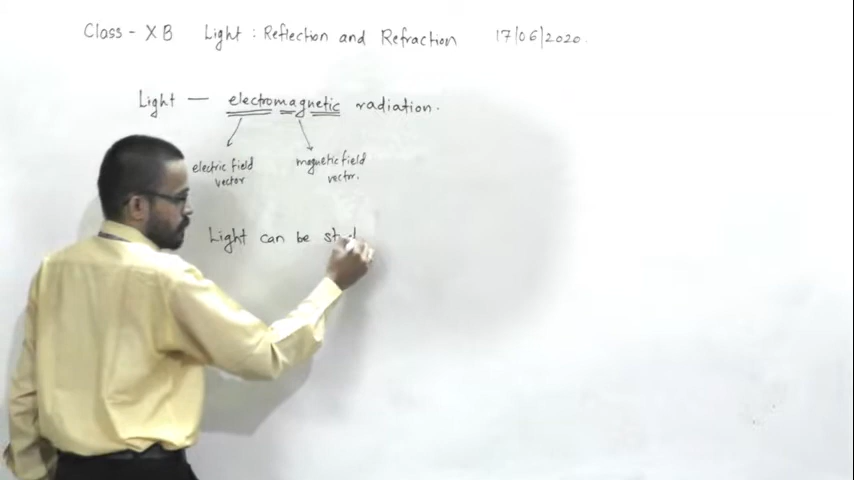 Class - X B Light : Reflection and Refraction 17/06/2020.
Light — electromagnetic radiation.
electric field vector
magnetic field vector.
Light can be